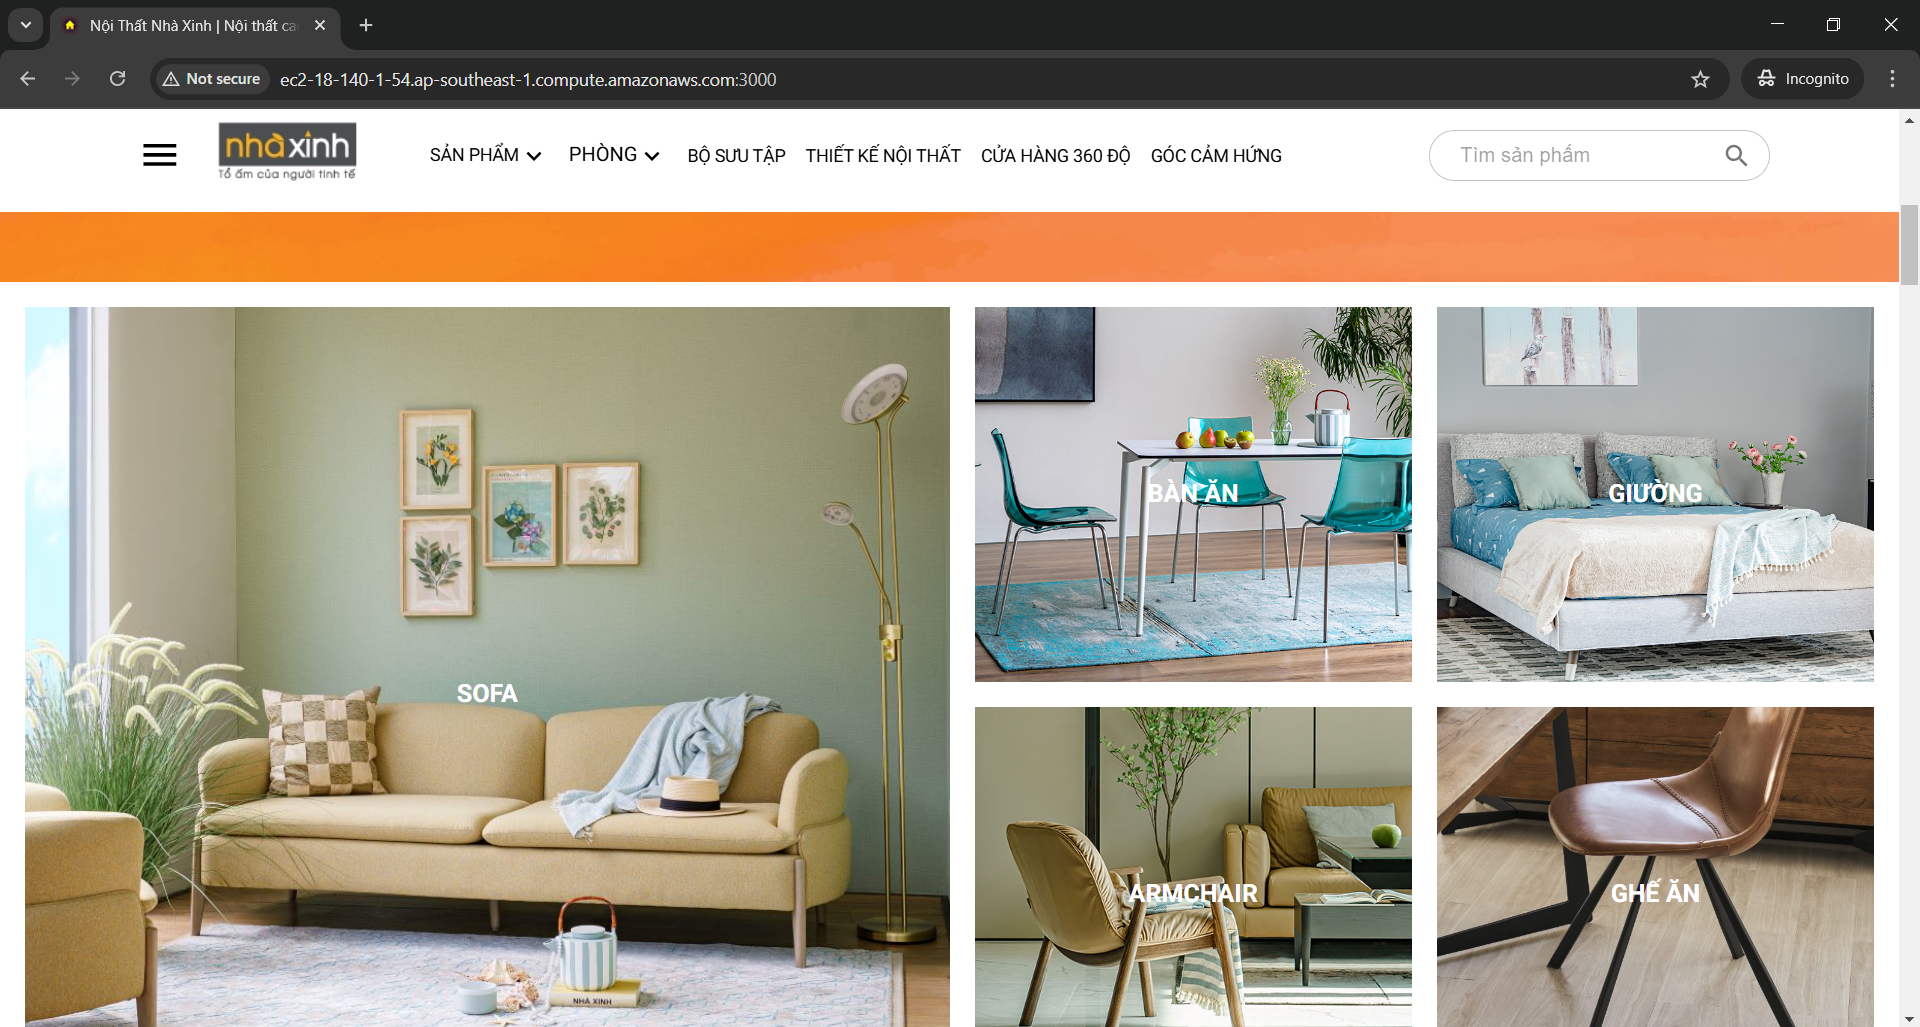 Nội Thất Nhà Xinh | Nội thất ca
Not secure
ec2-18-140-1-54.ap-southeast-1.compute.amazonaws.com:3000
Incognito
nhàxinh
Tổ ấm của người tinh tế
SẢN PHẨM
PHÒNG
BỘ SƯU TẬP
THIẾT KẾ NỘI THẤT
CỬA HÀNG 360 ĐỘ
GÓC CẢM HỨNG
Tìm sản phẩm
SOFA
BÀN ĂN
GIƯỜNG
ARMCHAIR
GHẾ ĂN
NHÀ XINH